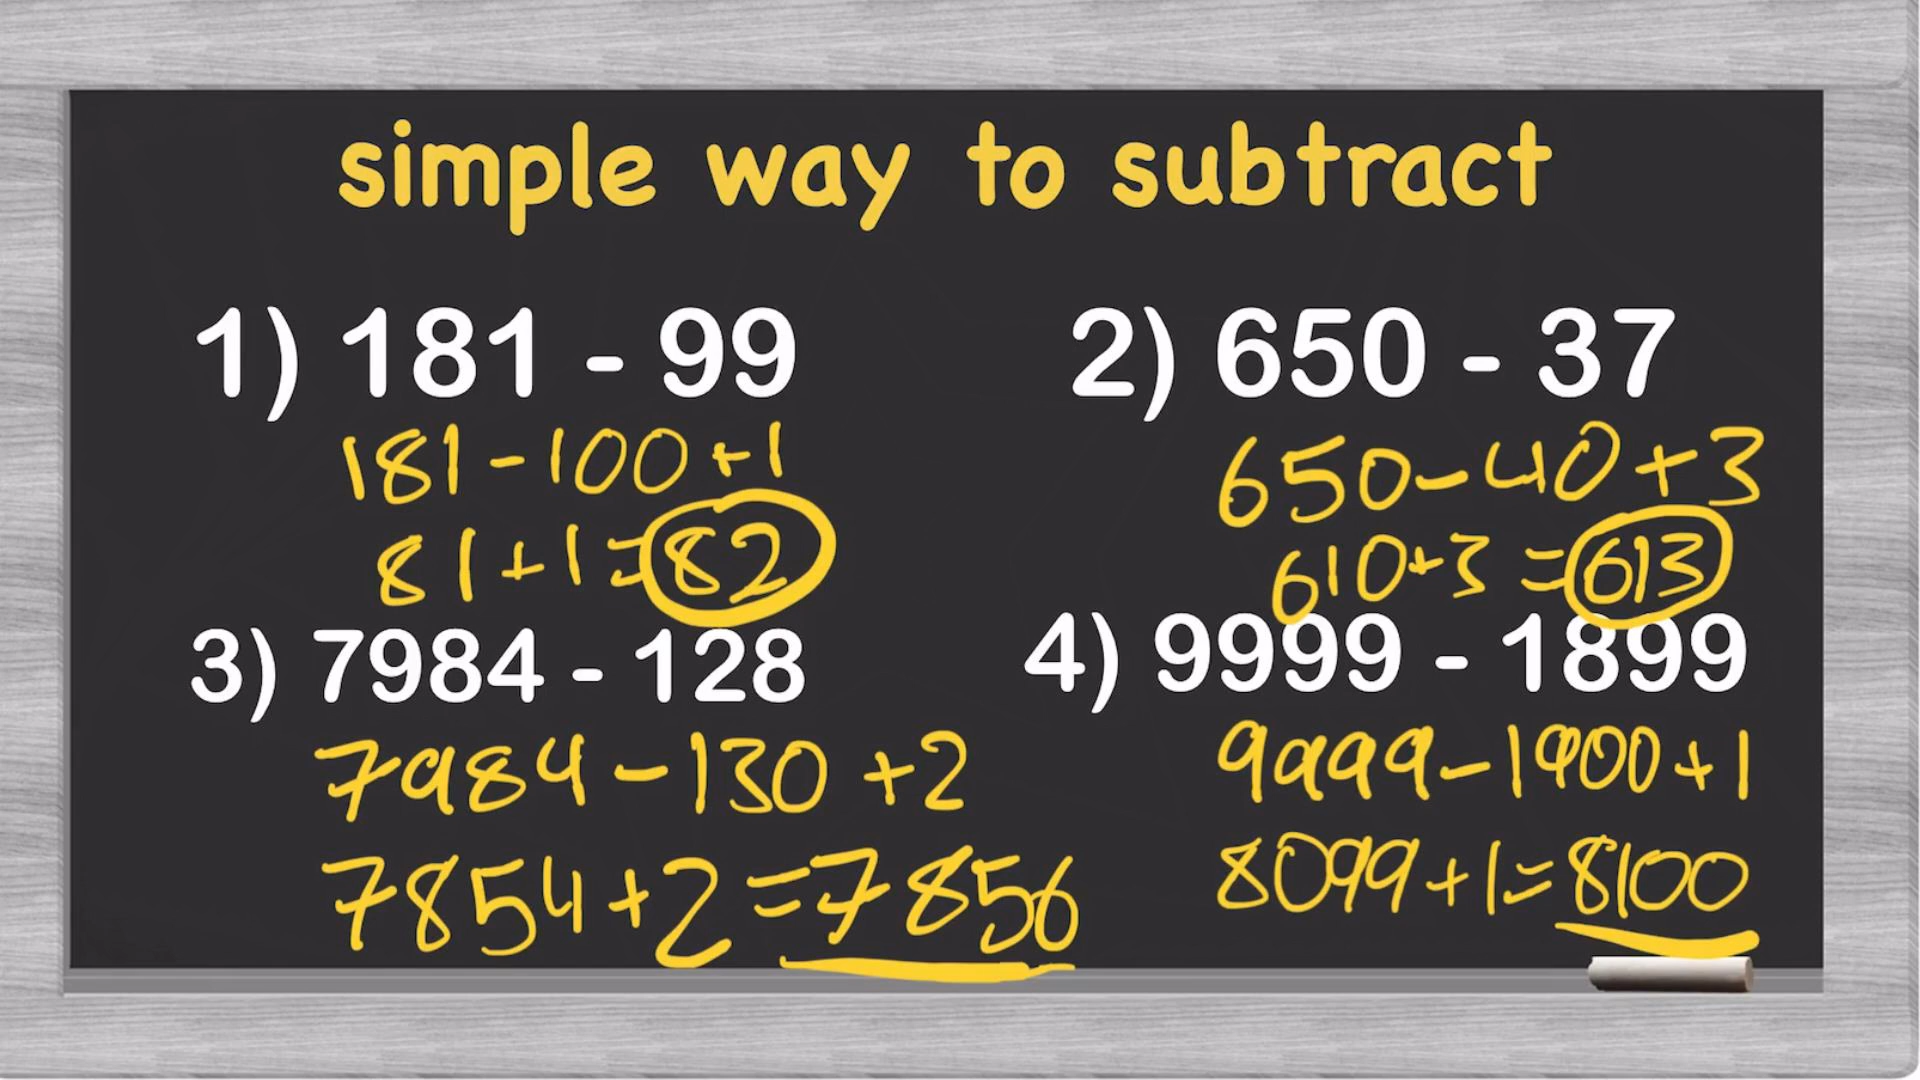 simple way to subtract
1) 181 - 99
181 - 100 + 1
81 + 1 = 82
2) 650 - 37
650 - 40 + 3
610 + 3 = 613
3) 7984 - 128
7984 - 130 + 2
7854 + 2 = 7856
4) 9999 - 1899
9999 - 1900 + 1
8099 + 1 = 8100